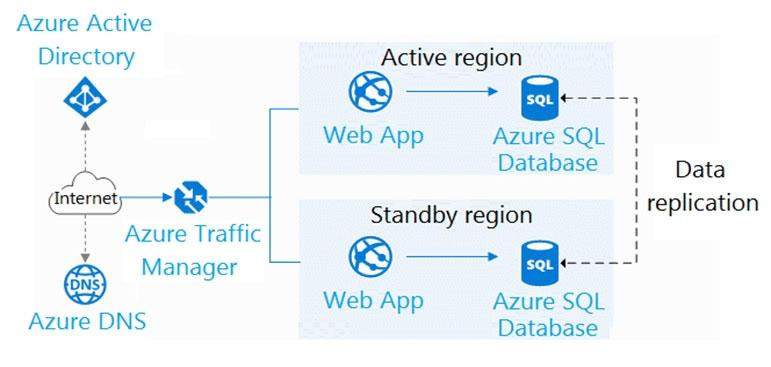 Azure Active
Directory
Internet
DNS
Azure DNS
Azure Traffic
Manager
Active region
Web App
SQL
Azure SQL
Database
Standby region
Web App
SQL
Azure SQL
Database
Data
replication